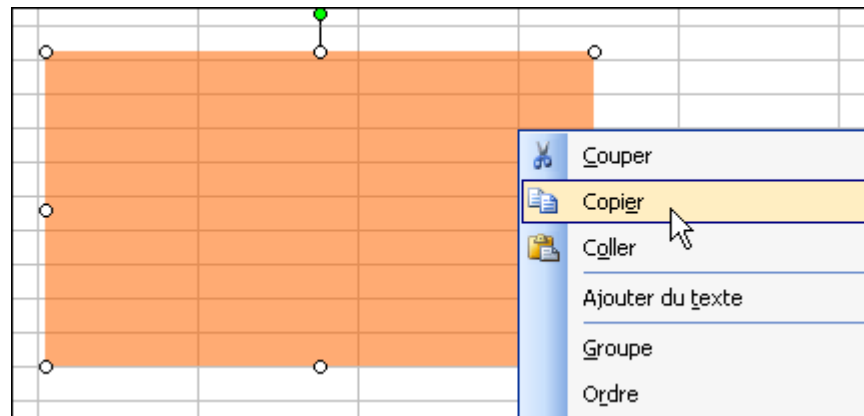 Couper
Copier
Coller
Ajouter du texte
Groupe
Ordre